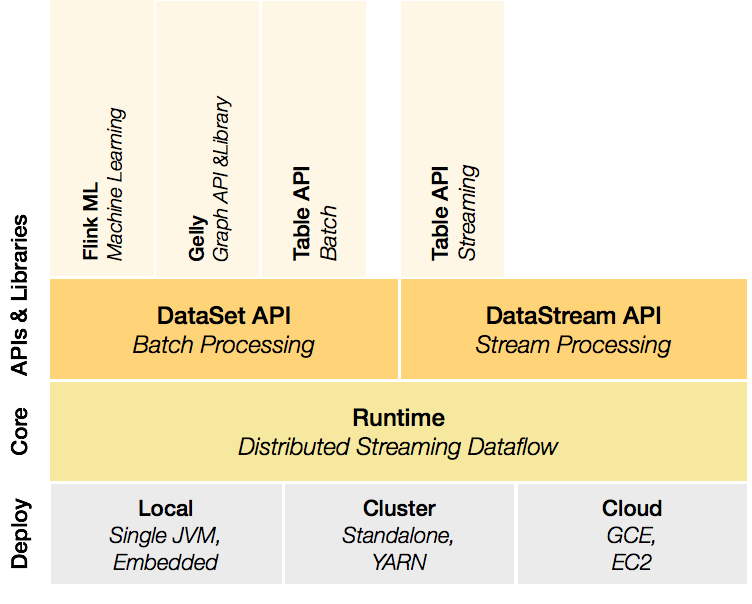 Flink ML
Machine Learning
Gelly
Graph API &Library
Table API
Batch
Table API
Streaming
APIs & Libraries
DataSet API
Batch Processing
DataStream API
Stream Processing
Core
Runtime
Distributed Streaming Dataflow
Deploy
Local
Single JVM,
Embedded
Cluster
Standalone,
YARN
Cloud
GCE,
EC2